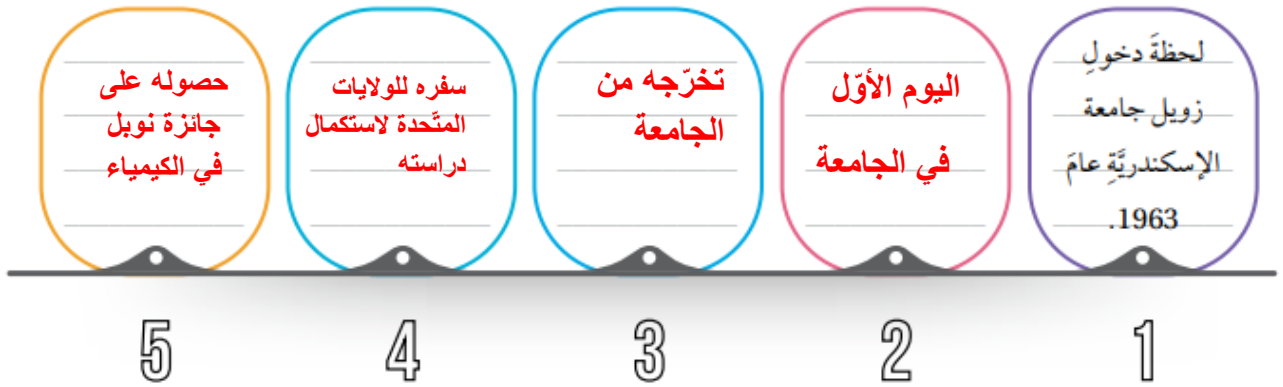 لحظةَ دخولِ
زويل جامعة
الإسكندريَّةِ عامَ
1963.
اليوم الأوّل
في الجامعة
تخرّجه من
الجامعة
سفره للولايات
المتّحدة لاستكمال
دراسته
حصوله على
جائزة نوبل
في الكيمياء
1
2
3
4
5